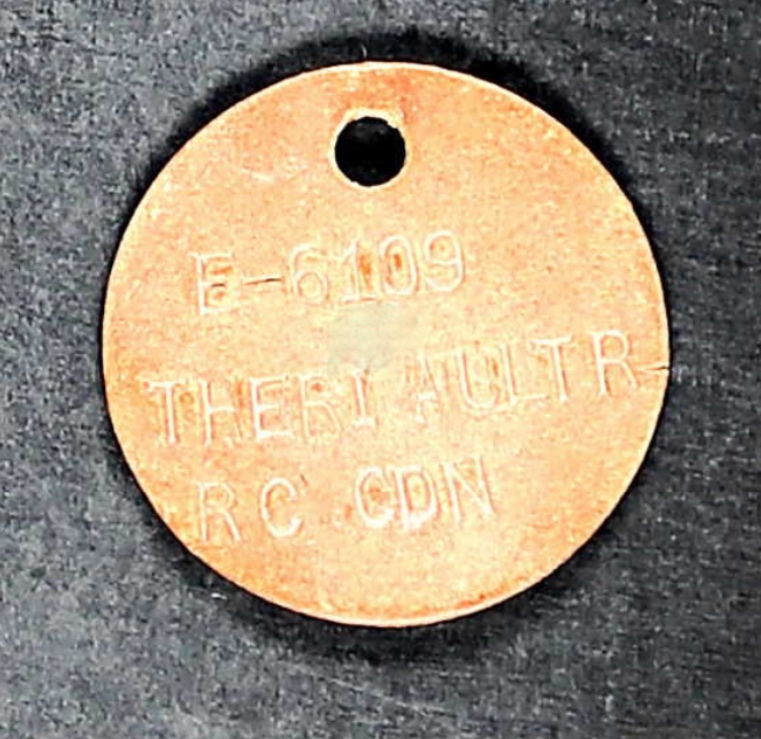 E-6109
THERIAULT R
RC CDN